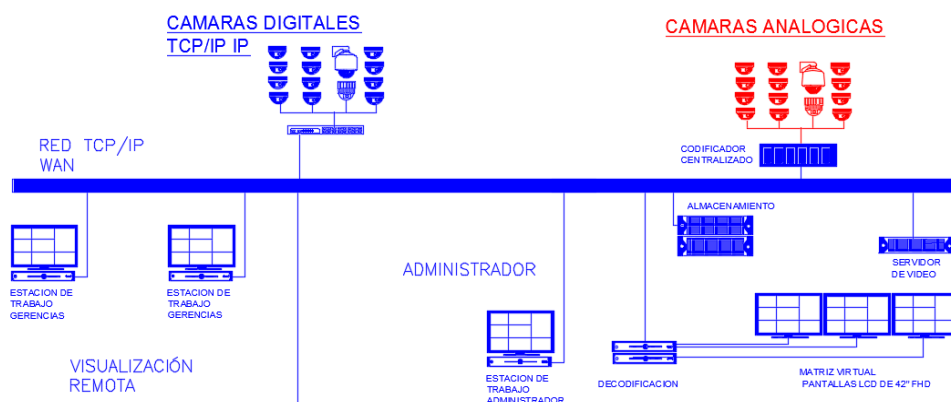 CAMARAS DIGITALES
TCP/IP IP
CAMARAS ANALOGICAS
RED TCP/IP
WAN
CODIFICADOR
CENTRALIZADO
ALMACENAMIENTO
SERVIDOR
DE VIDEO
ESTACION DE
TRABAJO
GERENCIAS
ESTACION DE
TRABAJO
GERENCIAS
ADMINISTRADOR
VISUALIZACIÓN
REMOTA
ESTACION DE
TRABAJO
ADMINISTRADOR
DECODIFICACION
MATRIZ VIRTUAL
PANTALLAS LCD DE 42" FHD